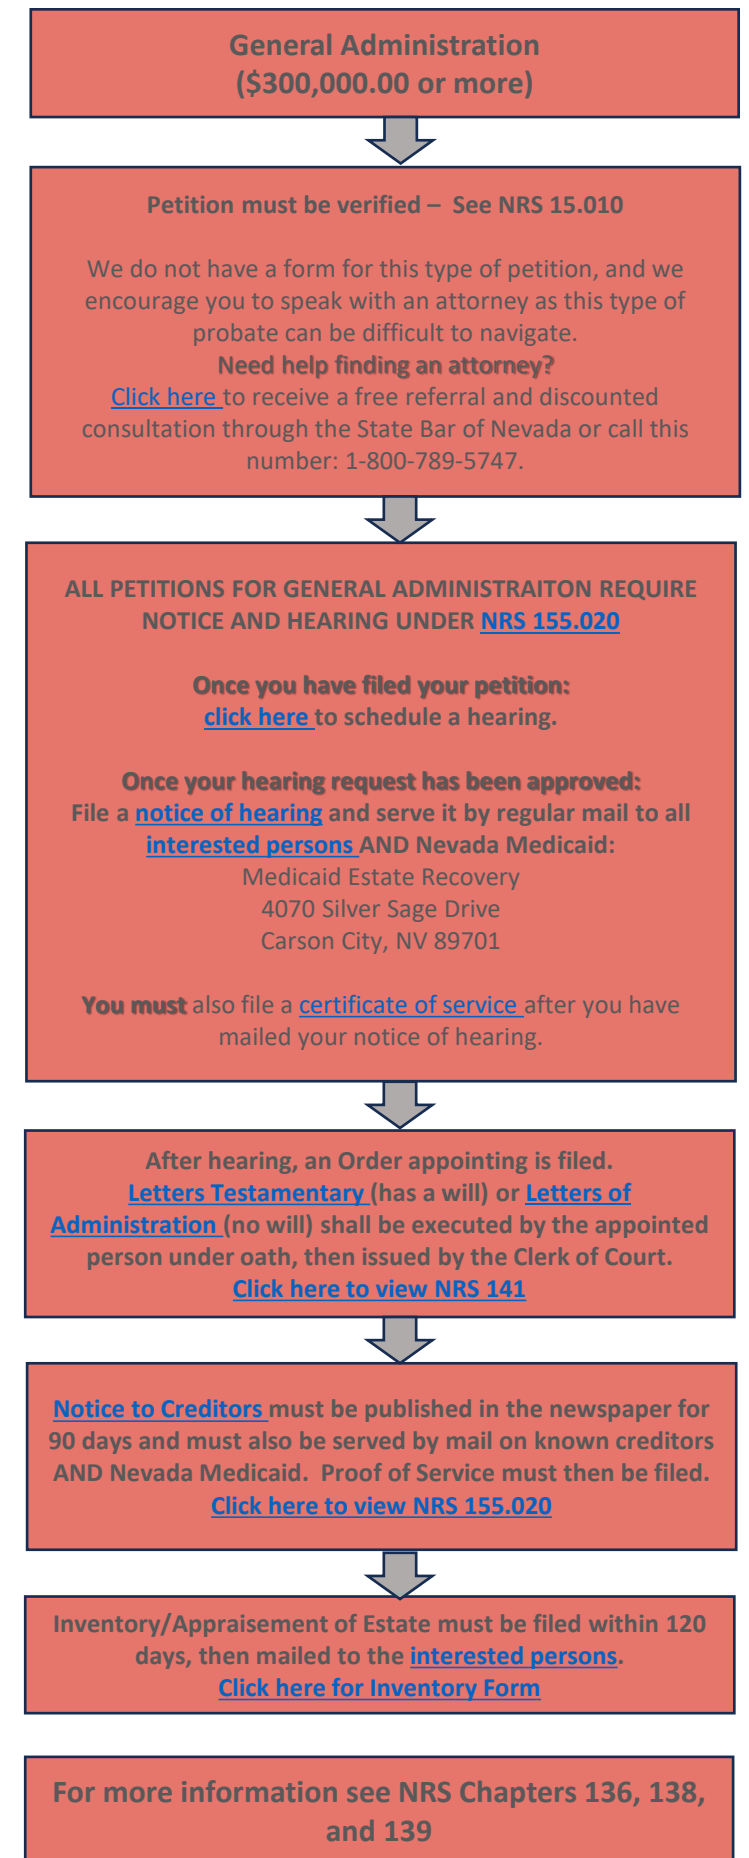 General Administration
($300,000.00 or more)
Petition must be verified – See NRS 15.010
We do not have a form for this type of petition, and we
encourage you to speak with an attorney as this type of
probate can be difficult to navigate.
Need help finding an attorney?
Click here to receive a free referral and discounted
consultation through the State Bar of Nevada or call this
number: 1-800-789-5747.
ALL PETITIONS FOR GENERAL ADMINISTRAITON REQUIRE
NOTICE AND HEARING UNDER NRS 155.020
Once you have filed your petition:
click here to schedule a hearing.
Once your hearing request has been approved:
File a notice of hearing and serve it by regular mail to all
interested persons AND Nevada Medicaid:
Medicaid Estate Recovery
4070 Silver Sage Drive
Carson City, NV 89701
You must also file a certificate of service after you have
mailed your notice of hearing.
After hearing, an Order appointing is filed.
Letters Testamentary (has a will) or Letters of
Administration (no will) shall be executed by the appointed
person under oath, then issued by the Clerk of Court.
Click here to view NRS 141
Notice to Creditors must be published in the newspaper for
90 days and must also be served by mail on known creditors
AND Nevada Medicaid. Proof of Service must then be filed.
Click here to view NRS 155.020
Inventory/Appraisement of Estate must be filed within 120
days, then mailed to the interested persons.
Click here for Inventory Form
For more information see NRS Chapters 136, 138,
and 139